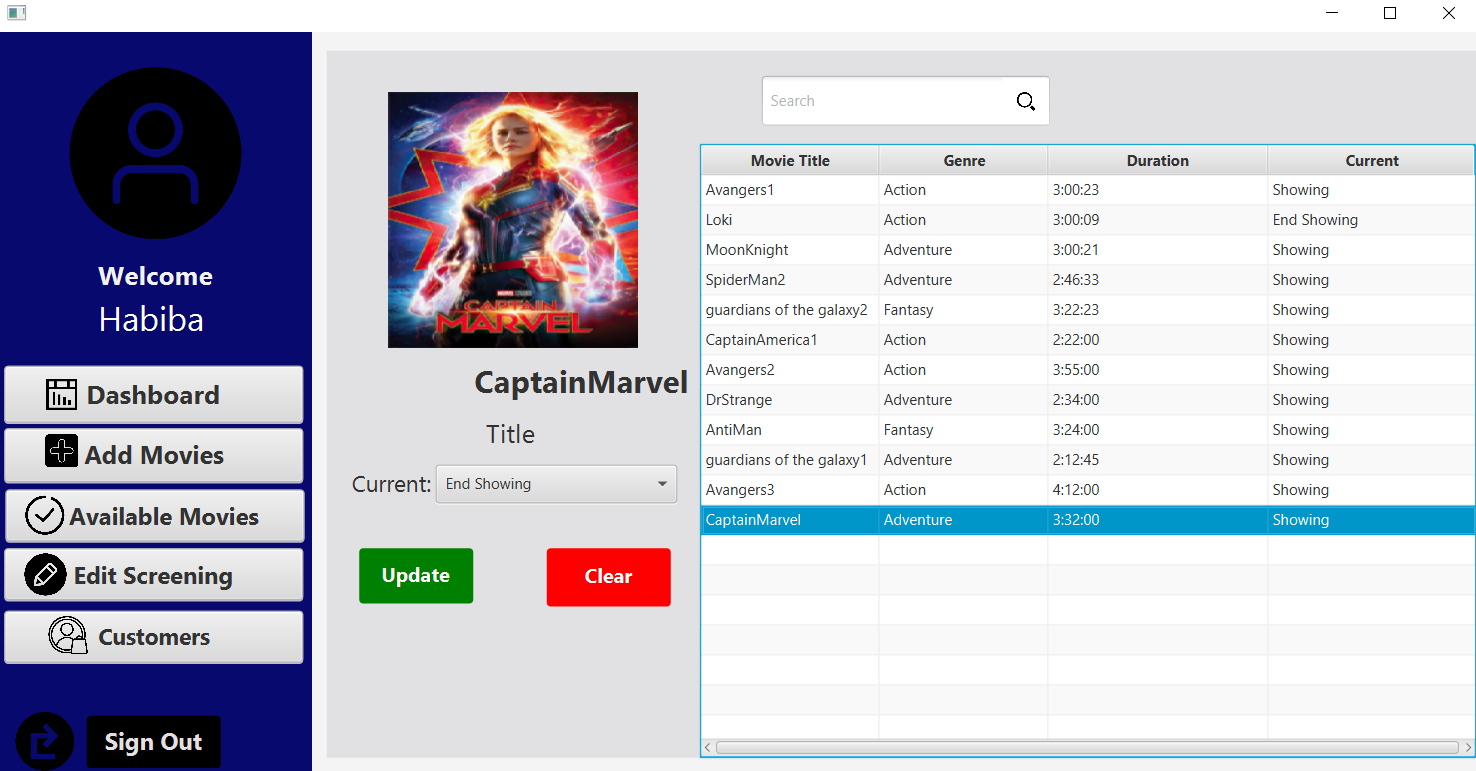 Welcome
Habiba
Dashboard
Add Movies
Available Movies
Edit Screening
Customers
Sign Out
CAPTAIN
MARVEL
CaptainMarvel
Title
Current: End Showing
Update Clear
Search
Movie Title Genre Duration Current
Avangers1 Action 3:00:23 Showing
Loki Action 3:00:09 End Showing
MoonKnight Adventure 3:00:21 Showing
SpiderMan2 Adventure 2:46:33 Showing
guardians of the galaxy2 Fantasy 3:22:23 Showing
CaptainAmerica1 Action 2:22:00 Showing
Avangers2 Action 3:55:00 Showing
DrStrange Adventure 2:34:00 Showing
AntiMan Fantasy 3:24:00 Showing
guardians of the galaxy1 Adventure 2:12:45 Showing
Avangers3 Action 4:12:00 Showing
CaptainMarvel Adventure 3:32:00 Showing